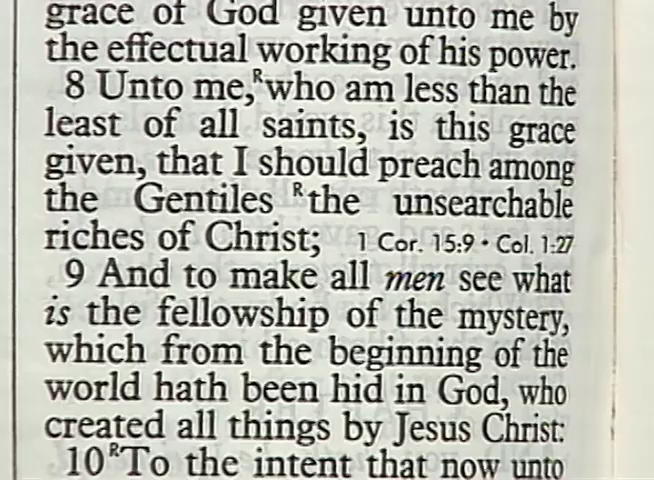 grace of God given unto me by
the effectual working of his power.
8 Unto me,ᴿwho am less than the
least of all saints, is this grace
given, that I should preach among
the Gentiles ᴿthe unsearchable
riches of Christ; 1 Cor. 15:9 · Col. 1:27
9 And to make all men see what
is the fellowship of the mystery,
which from the beginning of the
world hath been hid in God, who
created all things by Jesus Christ:
10ᴿTo the intent that now unto